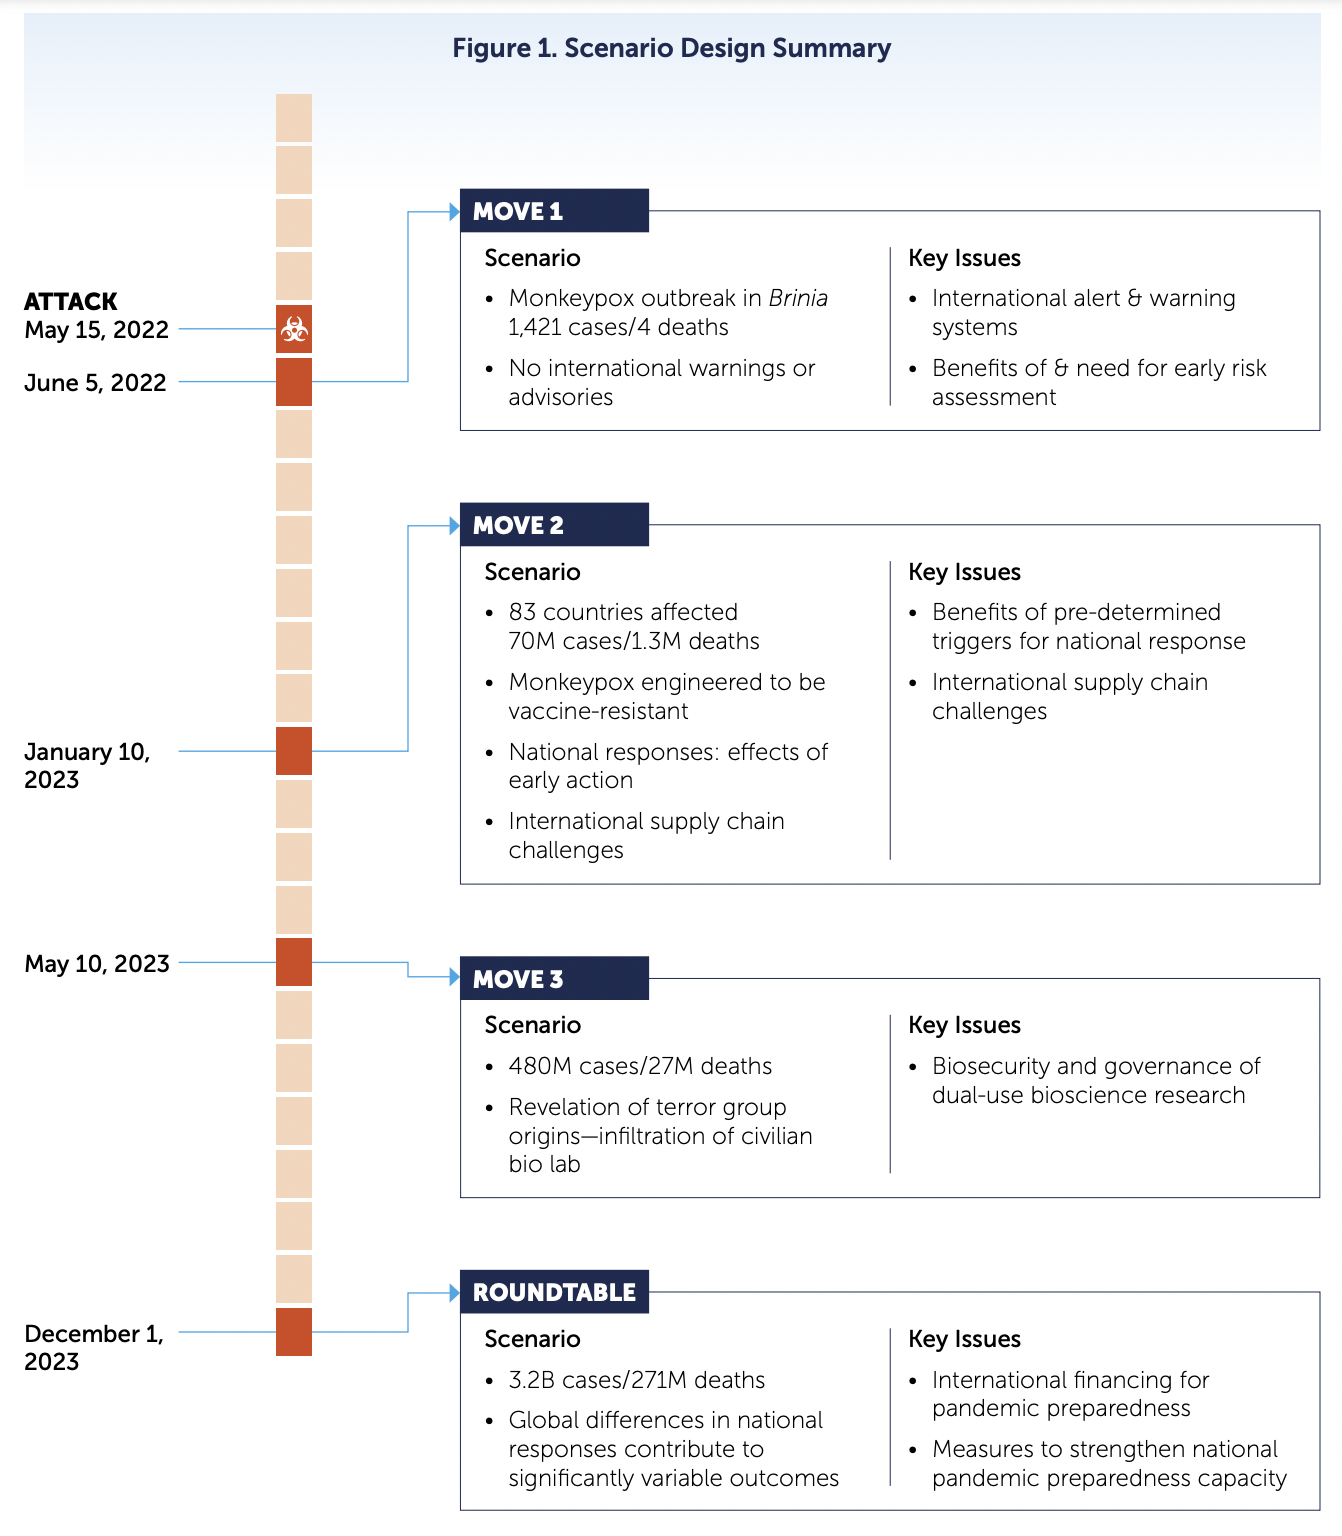 Figure 1. Scenario Design Summary
ATTACK
May 15, 2022
June 5, 2022
MOVE 1
Scenario
• Monkeypox outbreak in Brinia
1,421 cases/4 deaths
• No international warnings or
advisories
Key Issues
• International alert & warning
systems
• Benefits of & need for early risk
assessment
January 10,
2023
MOVE 2
Scenario
• 83 countries affected
70M cases/1.3M deaths
• Monkeypox engineered to be
vaccine-resistant
• National responses: effects of
early action
• International supply chain
challenges
Key Issues
• Benefits of pre-determined
triggers for national response
• International supply chain
challenges
May 10, 2023
MOVE 3
Scenario
• 480M cases/27M deaths
• Revelation of terror group
origins—infiltration of civilian
bio lab
Key Issues
• Biosecurity and governance of
dual-use bioscience research
December 1,
2023
ROUNDTABLE
Scenario
• 3.2B cases/271M deaths
• Global differences in national
responses contribute to
significantly variable outcomes
Key Issues
• International financing for
pandemic preparedness
• Measures to strengthen national
pandemic preparedness capacity